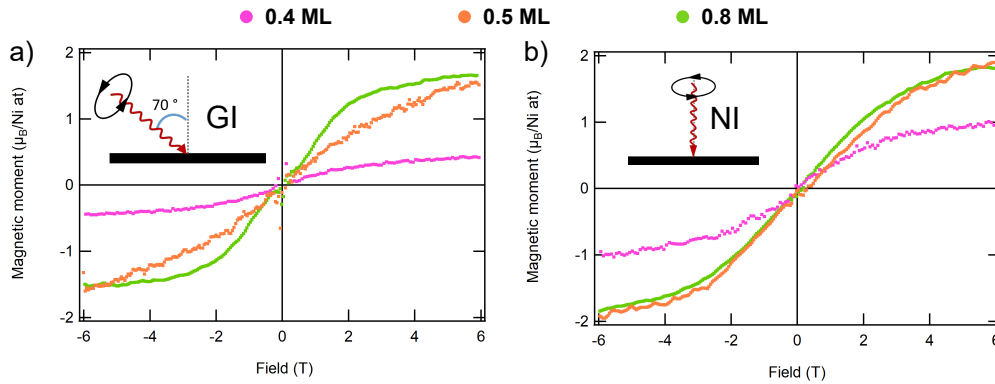 0.4 ML 0.5 ML 0.8 ML
a)
2
1
0
-1
-2
Magnetic moment (μB/Ni at)
70 °
GI
-6 -4 -2 0 2 4 6
Field (T)
b)
2
1
0
-1
-2
Magnetic moment (μB/Ni at)
NI
-6 -4 -2 0 2 4 6
Field (T)